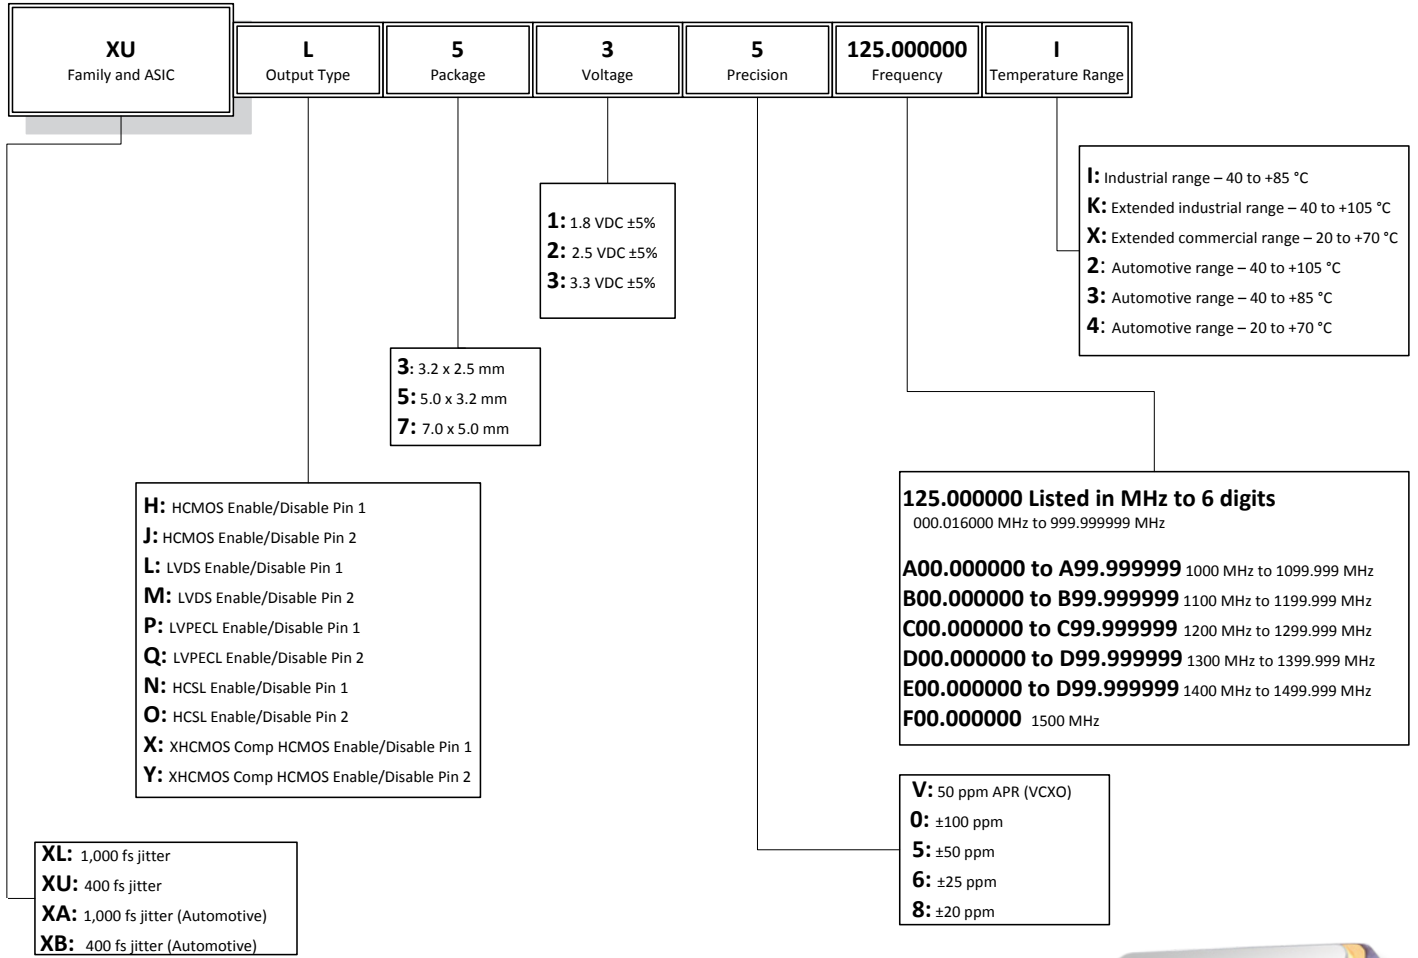 XU
Family and ASIC
L
Output Type
5
Package
3
Voltage
5
Precision
125.000000
Frequency
I
Temperature Range
I: Industrial range – 40 to +85 °C
K: Extended industrial range – 40 to +105 °C
X: Extended commercial range – 20 to +70 °C
2: Automotive range – 40 to +105 °C
3: Automotive range – 40 to +85 °C
4: Automotive range – 20 to +70 °C
1: 1.8 VDC ±5%
2: 2.5 VDC ±5%
3: 3.3 VDC ±5%
3: 3.2 x 2.5 mm
5: 5.0 x 3.2 mm
7: 7.0 x 5.0 mm
H: HCMOS Enable/Disable Pin 1
J: HCMOS Enable/Disable Pin 2
L: LVDS Enable/Disable Pin 1
M: LVDS Enable/Disable Pin 2
P: LVPECL Enable/Disable Pin 1
Q: LVPECL Enable/Disable Pin 2
N: HCSL Enable/Disable Pin 1
O: HCSL Enable/Disable Pin 2
X: XHCMOS Comp HCMOS Enable/Disable Pin 1
Y: XHCMOS Comp HCMOS Enable/Disable Pin 2
125.000000 Listed in MHz to 6 digits
000.016000 MHz to 999.999999 MHz
A00.000000 to A99.999999 1000 MHz to 1099.999 MHz
B00.000000 to B99.999999 1100 MHz to 1199.999 MHz
C00.000000 to C99.999999 1200 MHz to 1299.999 MHz
D00.000000 to D99.999999 1300 MHz to 1399.999 MHz
E00.000000 to D99.999999 1400 MHz to 1499.999 MHz
F00.000000 1500 MHz
V: 50 ppm APR (VCXO)
0: ±100 ppm
5: ±50 ppm
6: ±25 ppm
8: ±20 ppm
XL: 1,000 fs jitter
XU: 400 fs jitter
XA: 1,000 fs jitter (Automotive)
XB: 400 fs jitter (Automotive)